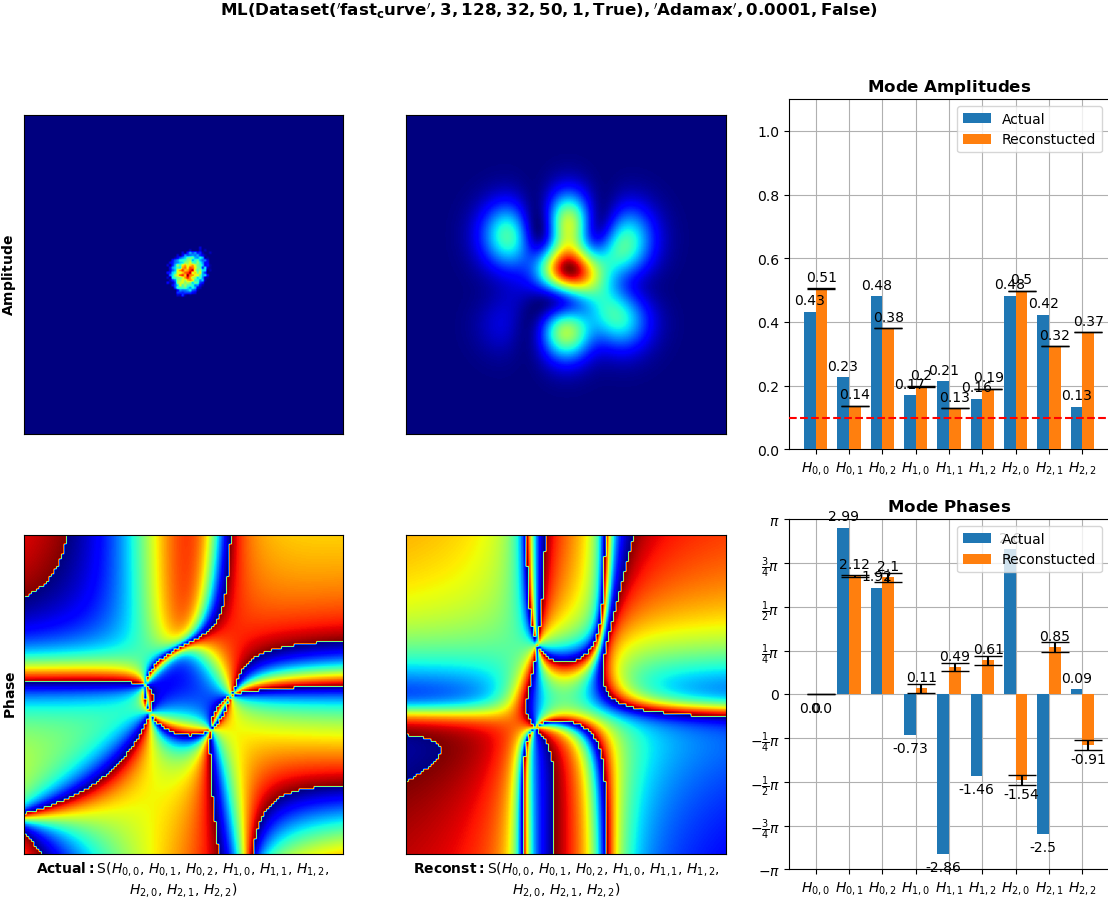 ML(Dataset('fast_curve', 3, 128, 32, 50, 1, True), 'Adamax', 0.0001, False)
Amplitude
Mode Amplitudes
Actual
Reconstucted
1.0
0.8
0.6
0.4
0.2
0.0
0.43
0.51
0.23
0.14
0.48
0.38
0.17
0.2
0.21
0.13
0.16
0.19
0.48
0.5
0.42
0.32
0.13
0.37
H0,0 H0,1 H0,2 H1,0 H1,1 H1,2 H2,0 H2,1 H2,2
Phase
Mode Phases
Actual
Reconstucted
π
3/4π
1/2π
1/4π
0
−1/4π
−1/2π
−3/4π
−π
0.0
0.0
2.99
2.12
1.91
2.1
-0.73
0.11
-2.86
0.49
-1.46
0.61
-1.54
-2.5
0.85
0.09
-0.91
H0,0 H0,1 H0,2 H1,0 H1,1 H1,2 H2,0 H2,1 H2,2
Actual: S(H0,0, H0,1, H0,2, H1,0, H1,1, H1,2,
H2,0, H2,1, H2,2)
Reconst: S(H0,0, H0,1, H0,2, H1,0, H1,1, H1,2,
H2,0, H2,1, H2,2)